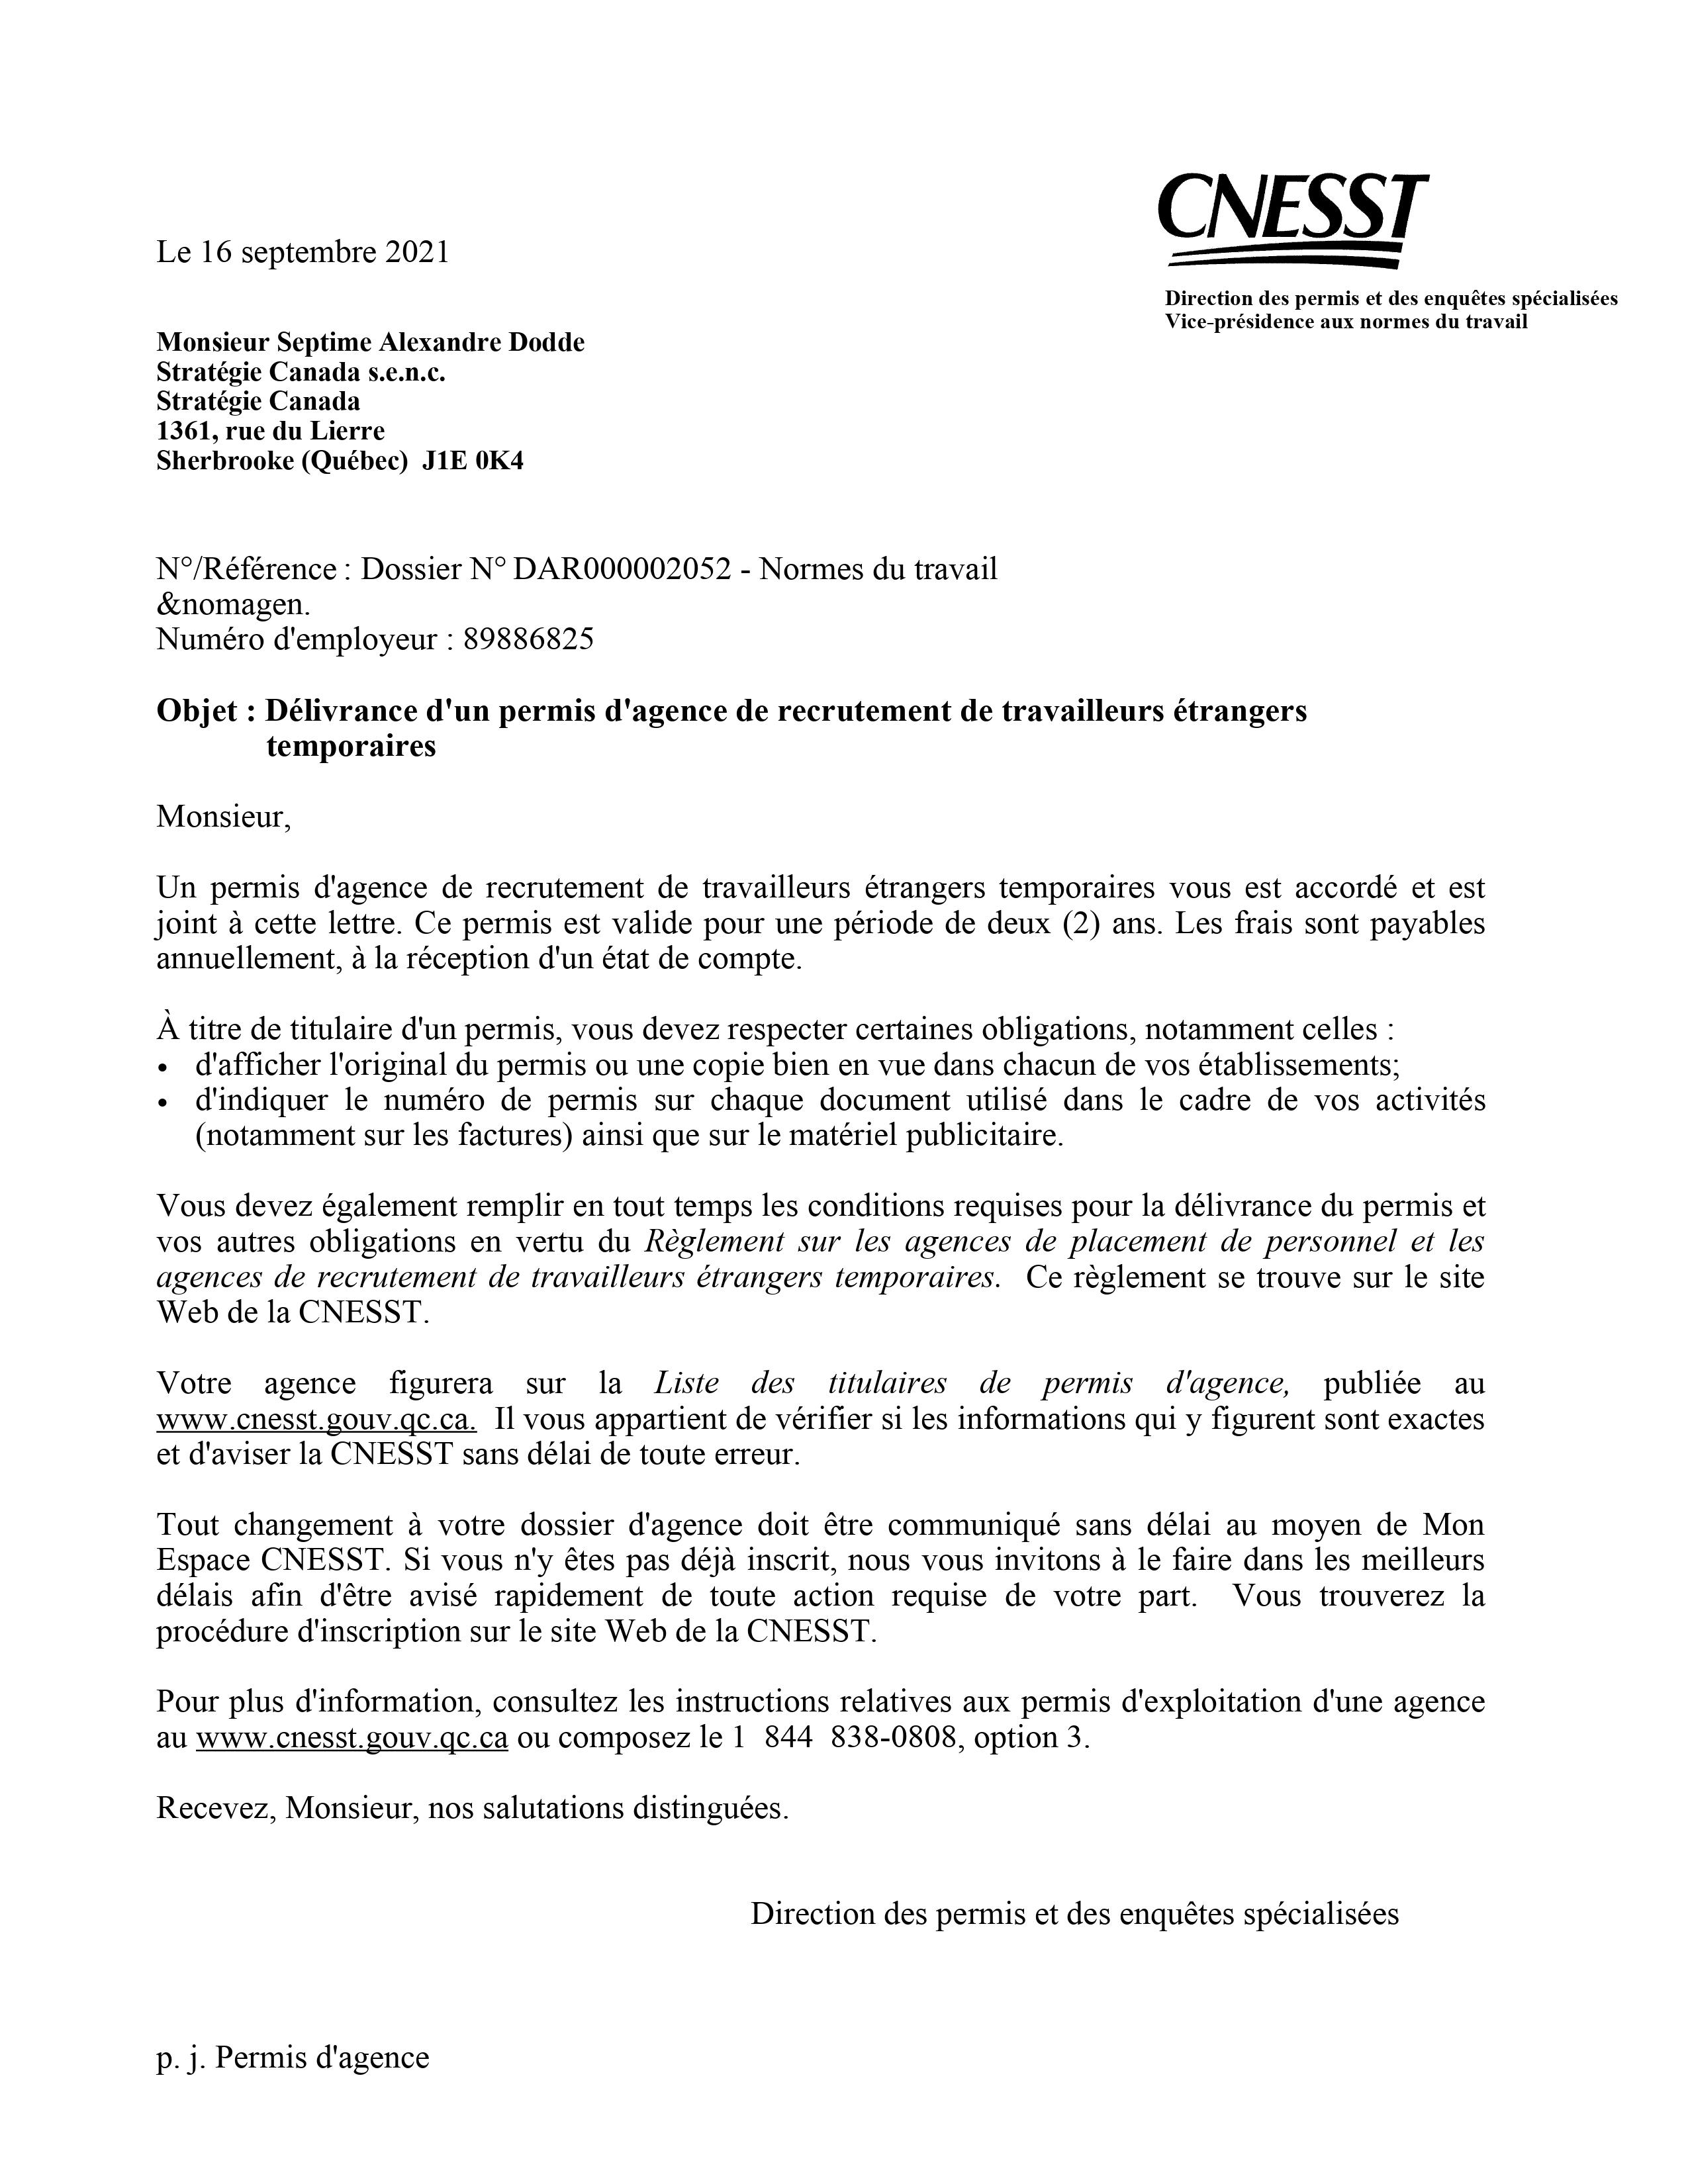 CNESST
Le 16 septembre 2021
Direction des permis et des enquêtes spécialisées
Vice-présidence aux normes du travail
Monsieur Septime Alexandre Dodde
Stratégie Canada s.e.n.c.
Stratégie Canada
1361, rue du Lierre
Sherbrooke (Québec)  J1E 0K4
N°/Référence : Dossier N° DAR000002052 - Normes du travail
&nomagen.
Numéro d'employeur : 89886825
Objet : Délivrance d'un permis d'agence de recrutement de travailleurs étrangers
temporaires
Monsieur,
Un permis d'agence de recrutement de travailleurs étrangers temporaires vous est accordé et est
joint à cette lettre. Ce permis est valide pour une période de deux (2) ans. Les frais sont payables
annuellement, à la réception d'un état de compte.
À titre de titulaire d'un permis, vous devez respecter certaines obligations, notamment celles :
• d'afficher l'original du permis ou une copie bien en vue dans chacun de vos établissements;
• d'indiquer le numéro de permis sur chaque document utilisé dans le cadre de vos activités
(notamment sur les factures) ainsi que sur le matériel publicitaire.
Vous devez également remplir en tout temps les conditions requises pour la délivrance du permis et
vos autres obligations en vertu du Règlement sur les agences de placement de personnel et les
agences de recrutement de travailleurs étrangers temporaires.  Ce règlement se trouve sur le site
Web de la CNESST.
Votre agence figurera sur la Liste des titulaires de permis d'agence, publiée au
www.cnesst.gouv.qc.ca.  Il vous appartient de vérifier si les informations qui y figurent sont exactes
et d'aviser la CNESST sans délai de toute erreur.
Tout changement à votre dossier d'agence doit être communiqué sans délai au moyen de Mon
Espace CNESST. Si vous n'y êtes pas déjà inscrit, nous vous invitons à le faire dans les meilleurs
délais afin d'être avisé rapidement de toute action requise de votre part.  Vous trouverez la
procédure d'inscription sur le site Web de la CNESST.
Pour plus d'information, consultez les instructions relatives aux permis d'exploitation d'une agence
au www.cnesst.gouv.qc.ca ou composez le 1  844  838-0808, option 3.
Recevez, Monsieur, nos salutations distinguées.
Direction des permis et des enquêtes spécialisées
p. j. Permis d'agence